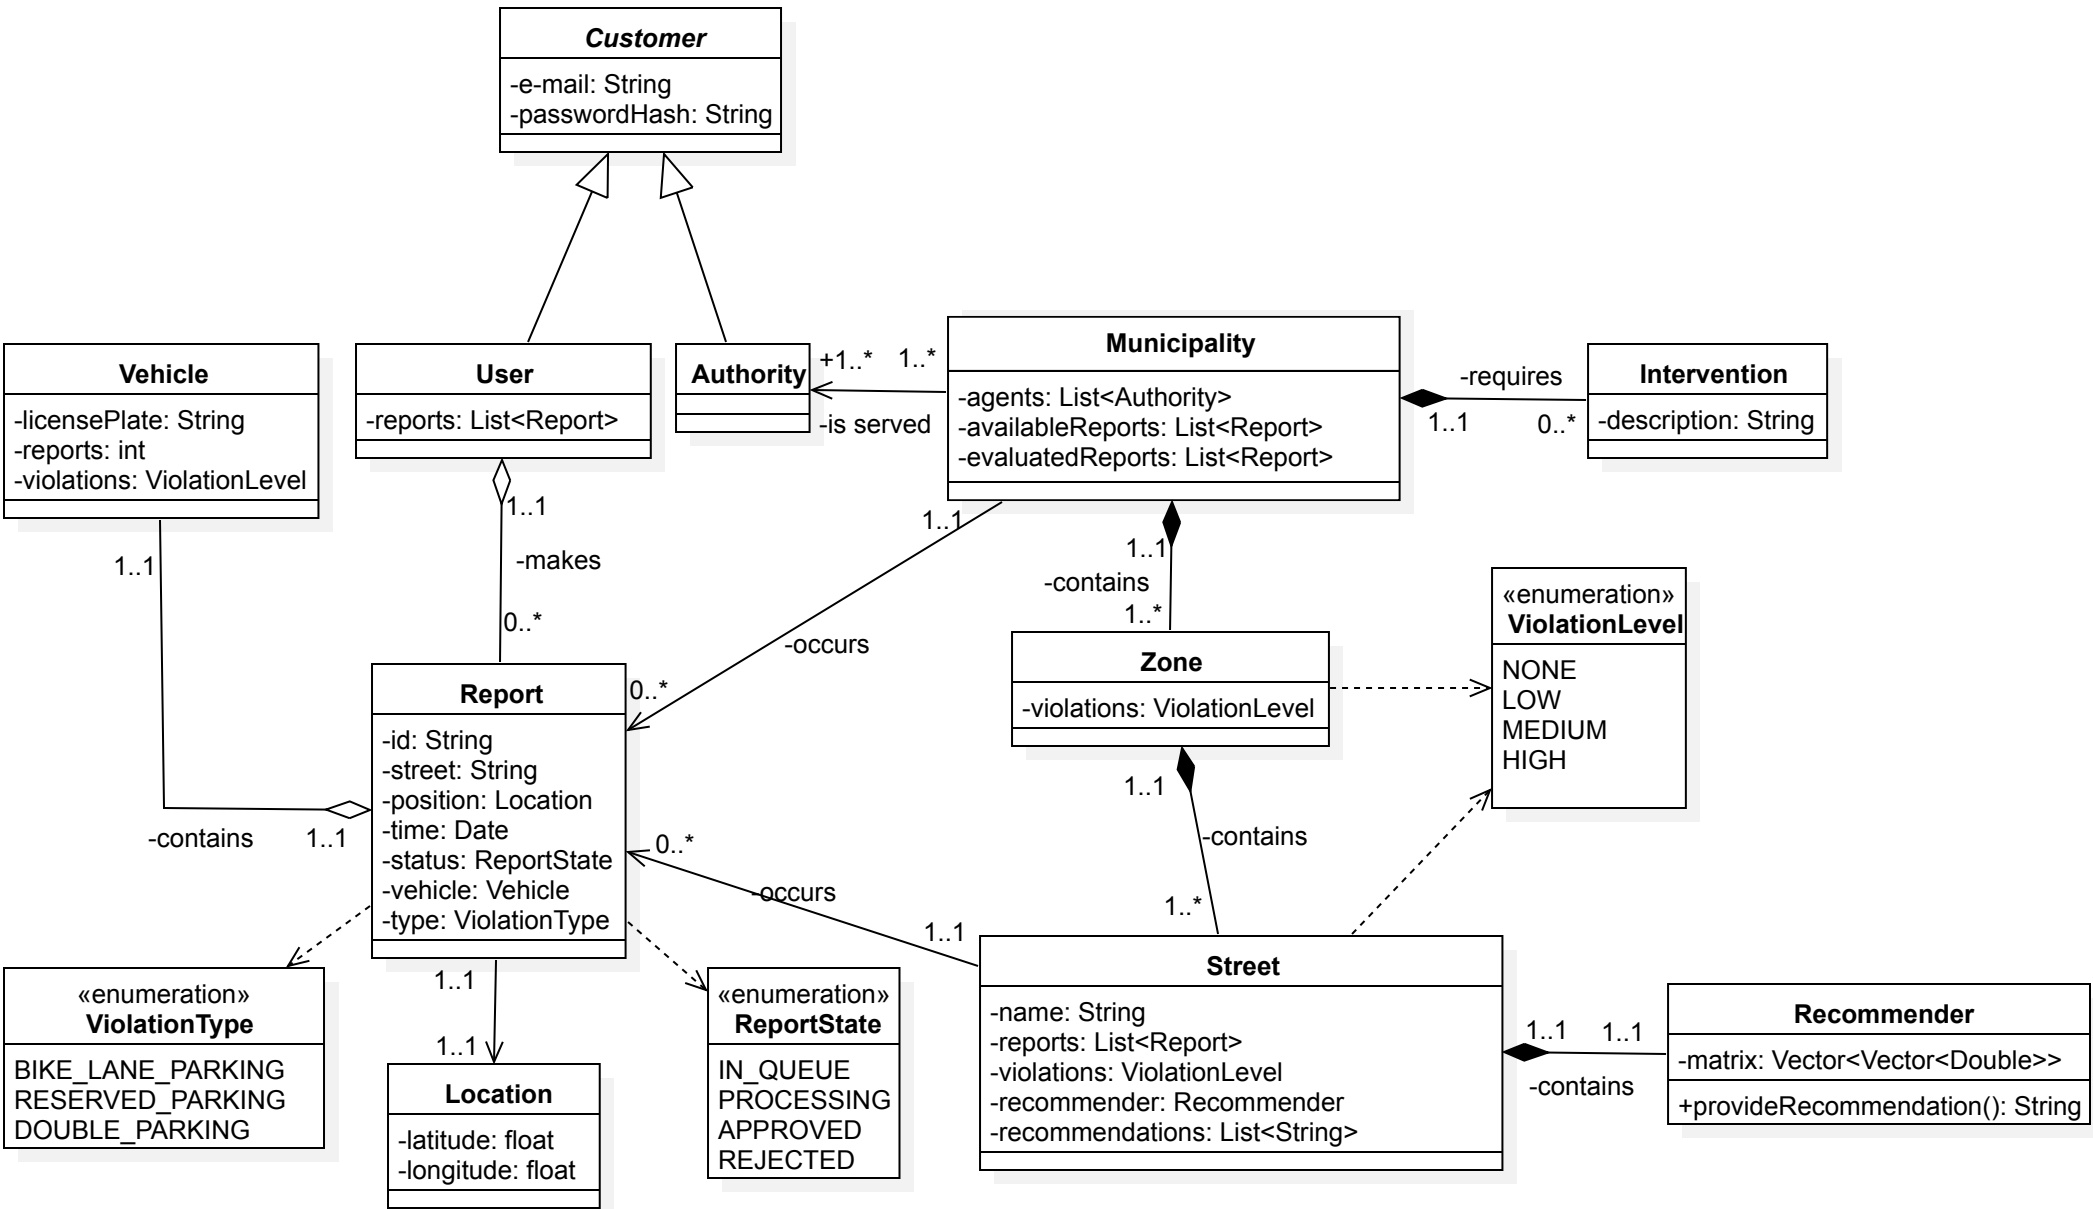 Customer
-e-mail: String
-passwordHash: String
Vehicle
-licensePlate: String
-reports: int
-violations: ViolationLevel
User
-reports: List<Report>
Authority
+1..*
1..*
-is served
Municipality
-agents: List<Authority>
-availableReports: List<Report>
-evaluatedReports: List<Report>
-requires
1..1
0..*
Intervention
-description: String
1..1
1..1
-makes
0..*
1..1
-occurs
0..*
1..1
-contains
1..*
«enumeration»
ViolationLevel
NONE
LOW
MEDIUM
HIGH
Zone
-violations: ViolationLevel
Report
-id: String
-street: String
-position: Location
-time: Date
-status: ReportState
-vehicle: Vehicle
-type: ViolationType
-contains
1..1
0..*
-occurs
1..1
1..1
-contains
1..*
«enumeration»
ViolationType
BIKE_LANE_PARKING
RESERVED_PARKING
DOUBLE_PARKING
1..1
1..1
Location
-latitude: float
-longitude: float
«enumeration»
ReportState
IN_QUEUE
PROCESSING
APPROVED
REJECTED
Street
-name: String
-reports: List<Report>
-violations: ViolationLevel
-recommender: Recommender
-recommendations: List<String>
1..1
1..1
-contains
Recommender
-matrix: Vector<Vector<Double>>
+provideRecommendation(): String